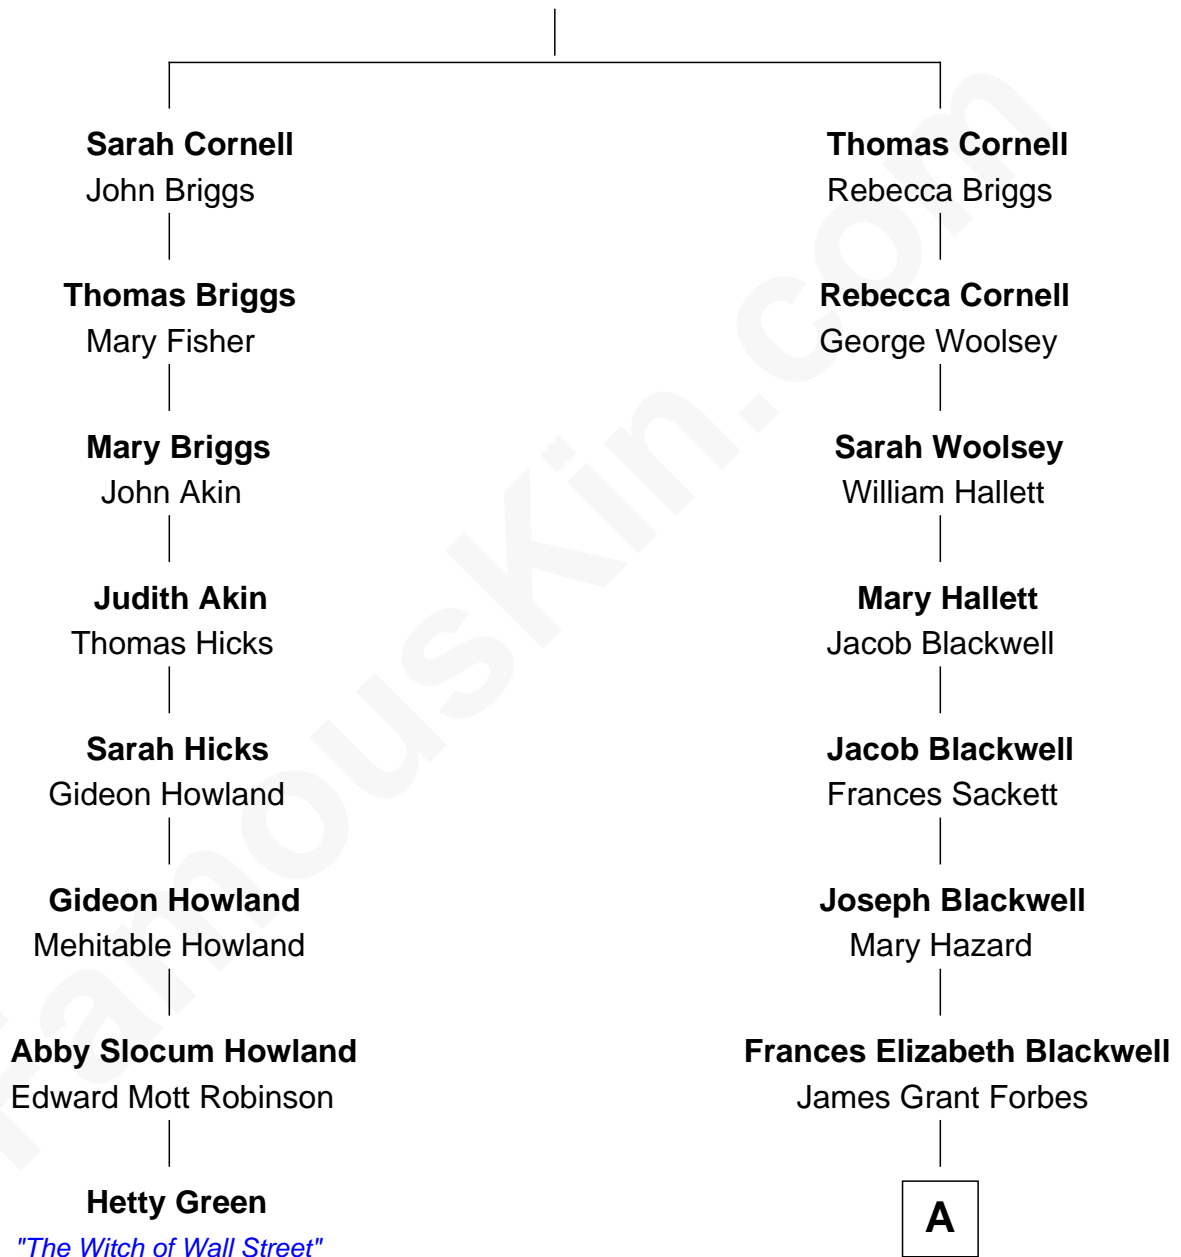 Sarah Cornell
John Briggs
Thomas Briggs
Mary Fisher
Mary Briggs
John Akin
Judith Akin
Thomas Hicks
Sarah Hicks
Gideon Howland
Gideon Howland
Mehitable Howland
Abby Slocum Howland
Edward Mott Robinson
Hetty Green
"The Witch of Wall Street"
Thomas Cornell
Rebecca Briggs
Rebecca Cornell
George Woolsey
Sarah Woolsey
William Hallett
Mary Hallett
Jacob Blackwell
Jacob Blackwell
Frances Sackett
Joseph Blackwell
Mary Hazard
Frances Elizabeth Blackwell
James Grant Forbes
A
FamousKin.com